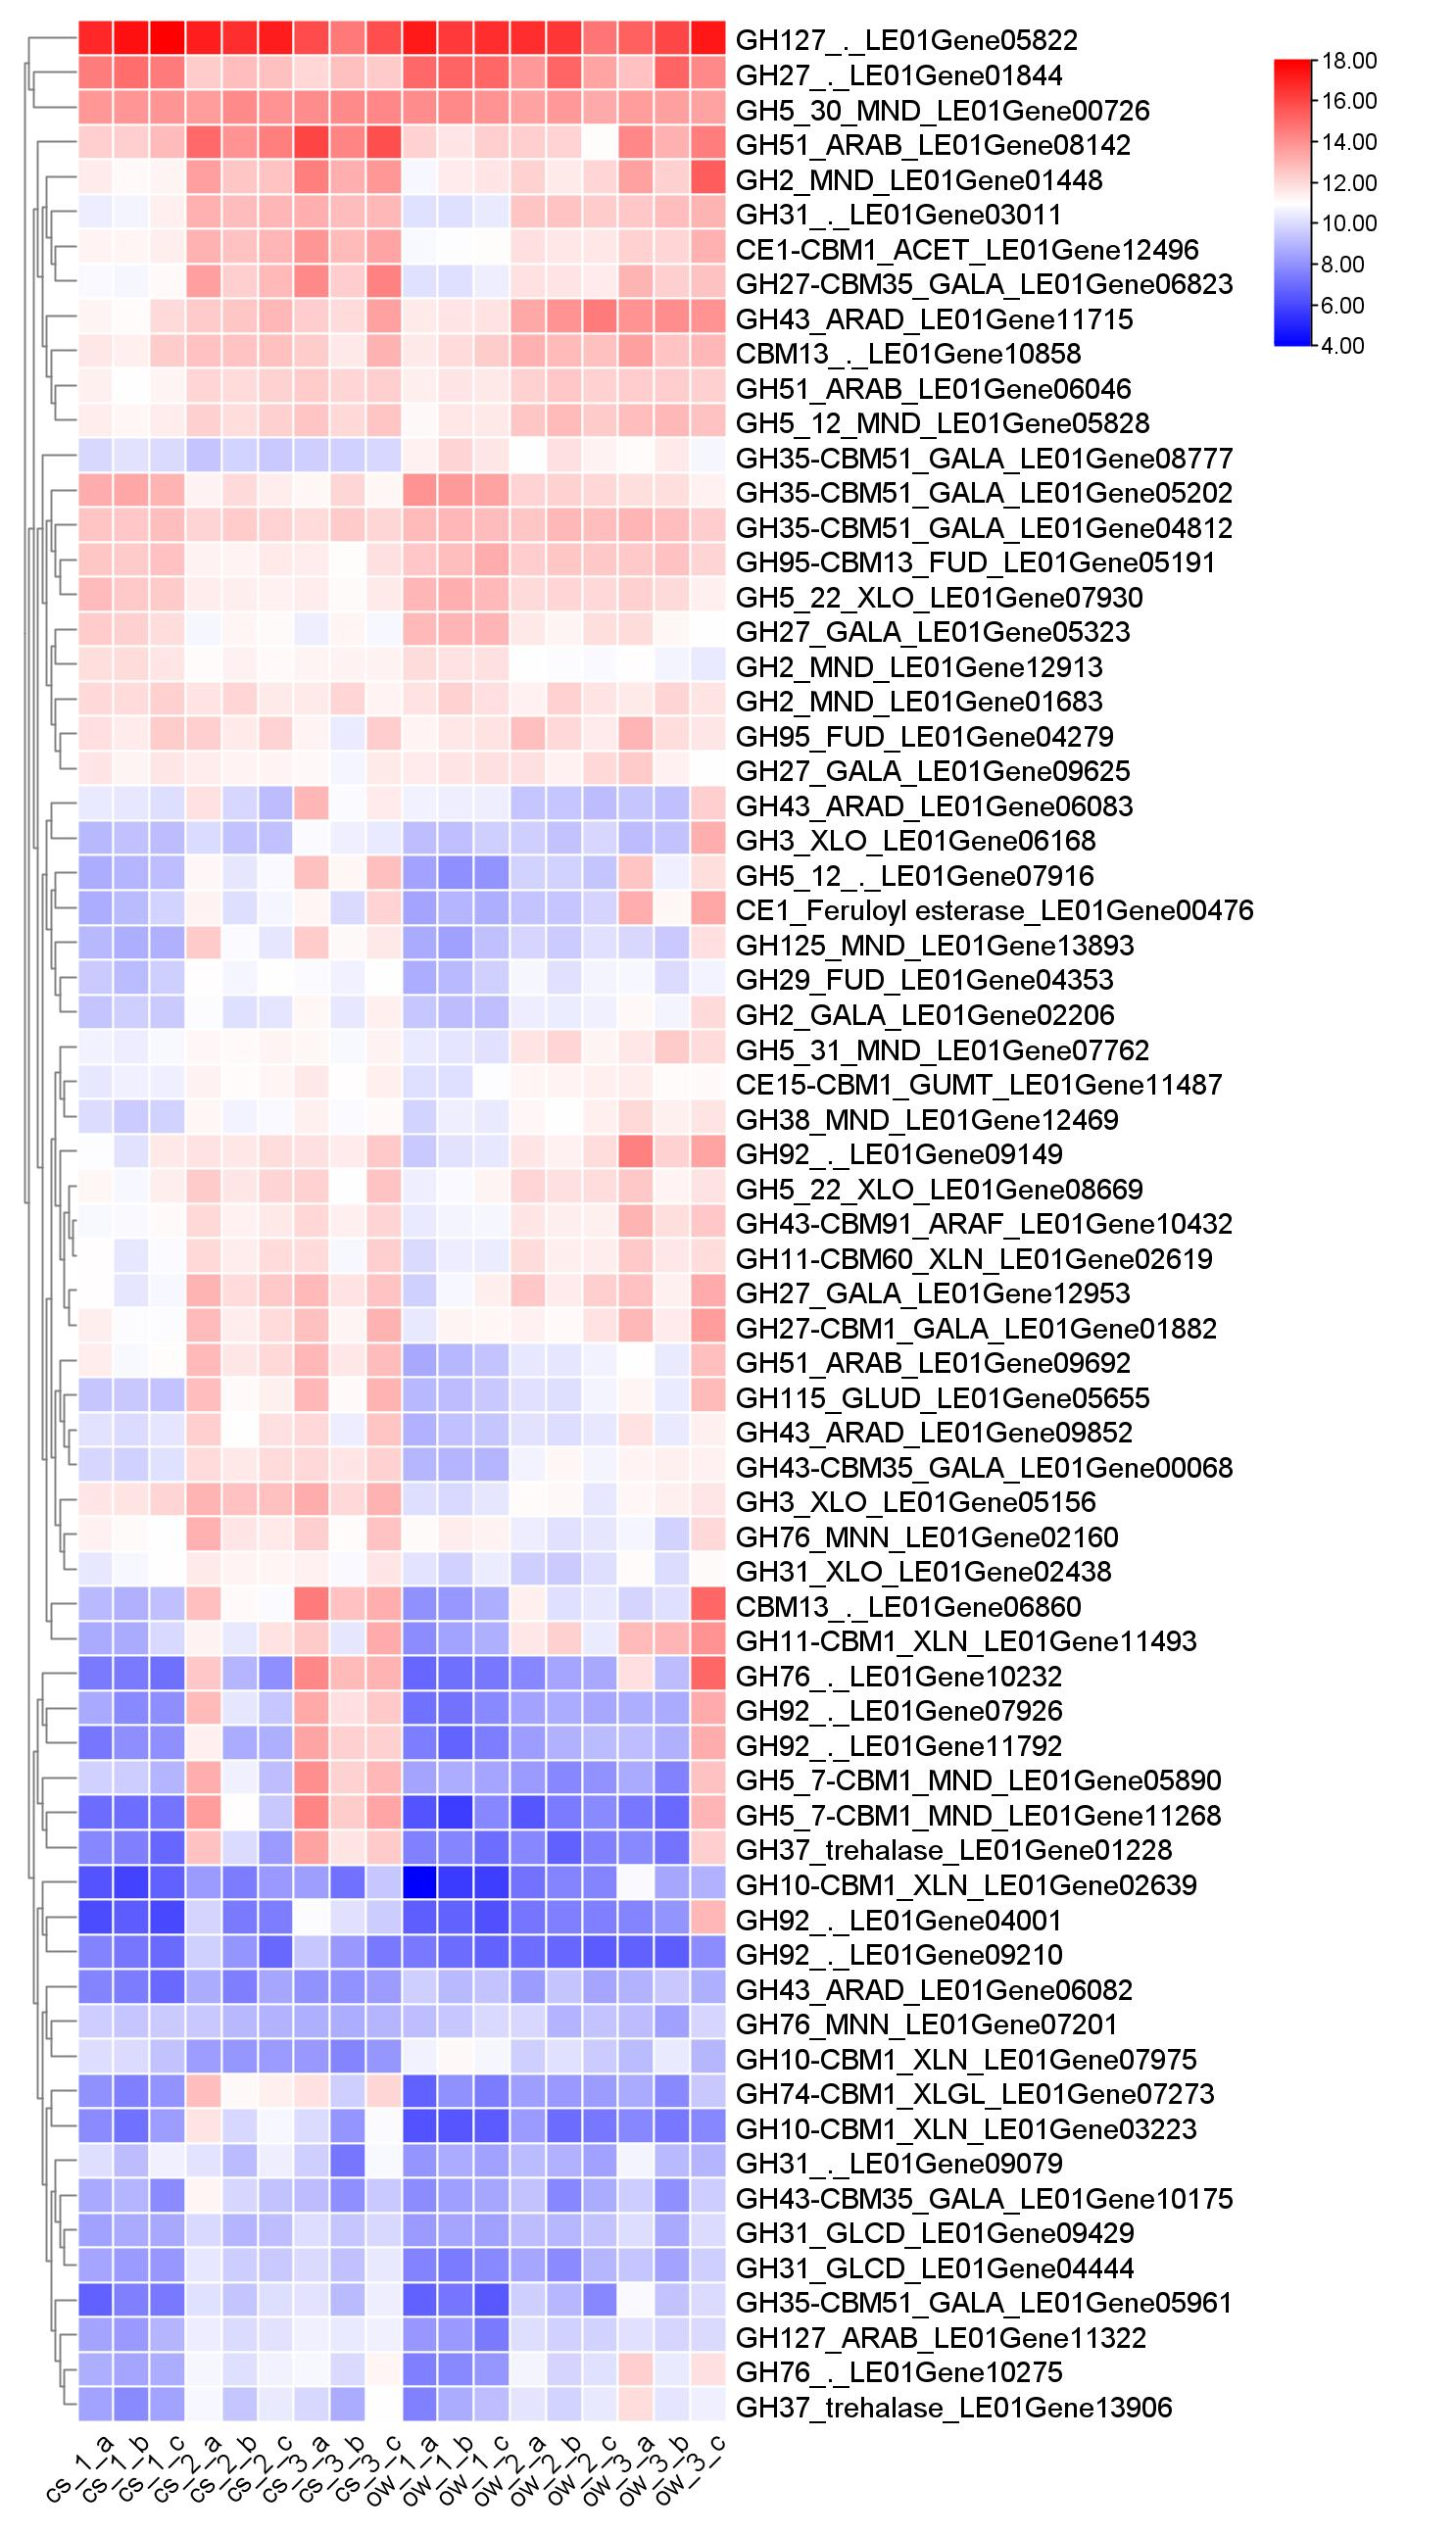 GH127_._LE01Gene05822
GH27_._LE01Gene01844
GH5_30_MND_LE01Gene00726
GH51_ARAB_LE01Gene08142
GH2_MND_LE01Gene01448
GH31_._LE01Gene03011
CE1-CBM1_ACET_LE01Gene12496
GH27-CBM35_GALA_LE01Gene06823
GH43_ARAD_LE01Gene11715
CBM13_._LE01Gene10858
GH51_ARAB_LE01Gene06046
GH5_12_MND_LE01Gene05828
GH35-CBM51_GALA_LE01Gene08777
GH35-CBM51_GALA_LE01Gene05202
GH35-CBM51_GALA_LE01Gene04812
GH95-CBM13_FUD_LE01Gene05191
GH5_22_XLO_LE01Gene07930
GH27_GALA_LE01Gene05323
GH2_MND_LE01Gene12913
GH2_MND_LE01Gene01683
GH95_FUD_LE01Gene04279
GH27_GALA_LE01Gene09625
GH43_ARAD_LE01Gene06083
GH3_XLO_LE01Gene06168
GH5_12_._LE01Gene07916
CE1_Feruloyl esterase_LE01Gene00476
GH125_MND_LE01Gene13893
GH29_FUD_LE01Gene04353
GH2_GALA_LE01Gene02206
GH5_31_MND_LE01Gene07762
CE15-CBM1_GUMT_LE01Gene11487
GH38_MND_LE01Gene12469
GH92_._LE01Gene09149
GH5_22_XLO_LE01Gene08669
GH43-CBM91_ARAF_LE01Gene10432
GH11-CBM60_XLN_LE01Gene02619
GH27_GALA_LE01Gene12953
GH27-CBM1_GALA_LE01Gene01882
GH51_ARAB_LE01Gene09692
GH115_GLUD_LE01Gene05655
GH43_ARAD_LE01Gene09852
GH43-CBM35_GALA_LE01Gene00068
GH3_XLO_LE01Gene05156
GH76_MNN_LE01Gene02160
GH31_XLO_LE01Gene02438
CBM13_._LE01Gene06860
GH11-CBM1_XLN_LE01Gene11493
GH76_._LE01Gene10232
GH92_._LE01Gene07926
GH92_._LE01Gene11792
GH5_7-CBM1_MND_LE01Gene05890
GH5_7-CBM1_MND_LE01Gene11268
GH37_trehalase_LE01Gene01228
GH10-CBM1_XLN_LE01Gene02639
GH92_._LE01Gene04001
GH92_._LE01Gene09210
GH43_ARAD_LE01Gene06082
GH76_MNN_LE01Gene07201
GH10-CBM1_XLN_LE01Gene07975
GH74-CBM1_XLGL_LE01Gene07273
GH10-CBM1_XLN_LE01Gene03223
GH31_._LE01Gene09079
GH43-CBM35_GALA_LE01Gene10175
GH31_GLCD_LE01Gene09429
GH31_GLCD_LE01Gene04444
GH35-CBM51_GALA_LE01Gene05961
GH127_ARAB_LE01Gene11322
GH76_._LE01Gene10275
GH37_trehalase_LE01Gene13906
18.00
16.00
14.00
12.00
10.00
8.00
6.00
4.00
cs_1_a
cs_1_b
cs_1_c
cs_2_a
cs_2_b
cs_2_c
cs_3_a
cs_3_b
cs_3_c
ow_1_a
ow_1_b
ow_1_c
ow_2_a
ow_2_b
ow_2_c
ow_3_a
ow_3_b
ow_3_c